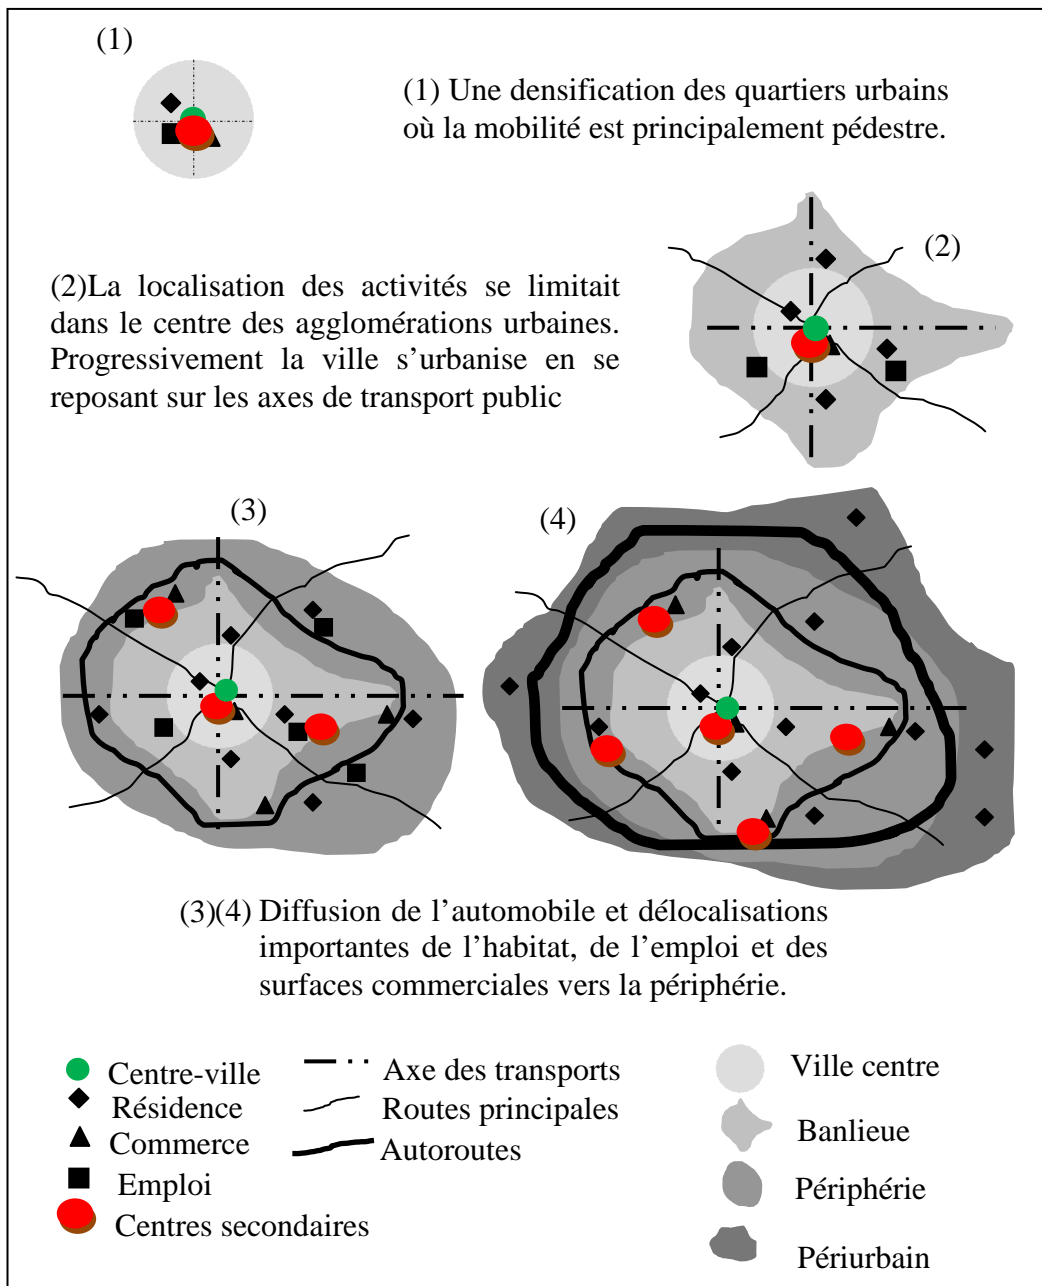 (1)
(1) Une densification des quartiers urbains
où la mobilité est principalement pédestre.
(2)
(2)La localisation des activités se limitait
dans le centre des agglomérations urbaines.
Progressivement la ville s’urbanise en se
reposant sur les axes de transport public
(3)
(4)
(3)(4) Diffusion de l’automobile et délocalisations
importantes de l’habitat, de l’emploi et des
surfaces commerciales vers la périphérie.
Centre-ville
Résidence
Commerce
Emploi
Centres secondaires
Axe des transports
Routes principales
Autoroutes
Ville centre
Banlieue
Périphérie
Périurbain